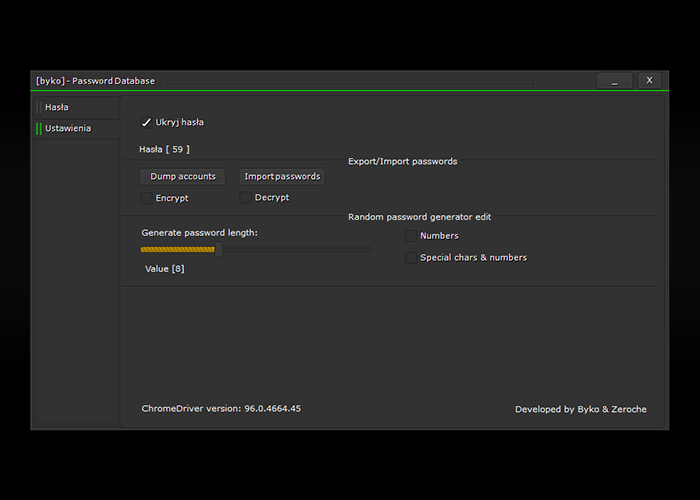 [byko] - Password Database
_ X
Hasła
Ustawienia
Ukryj hasła
Hasła [ 59 ]
Export/Import passwords
Dump accounts
Import passwords
Encrypt
Decrypt
Random password generator edit
Generate password length:
Numbers
Special chars & numbers
Value [8]
ChromeDriver version: 96.0.4664.45
Developed by Byko & Zeroche